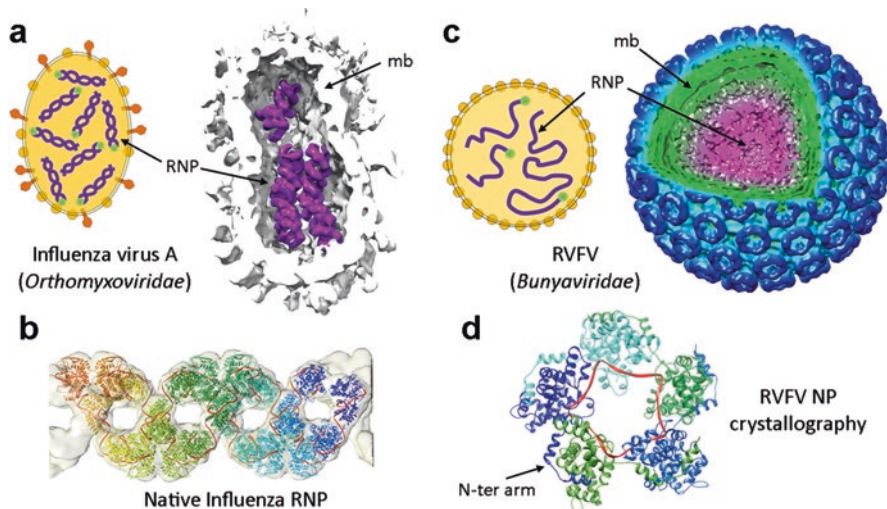 a
mb
RNP
Influenza virus A
(Orthomyxoviridae)
c
mb
RNP
RVFV
(Bunyaviridae)
b
Native Influenza RNP
d
RVFV NP
crystallography
N-ter arm